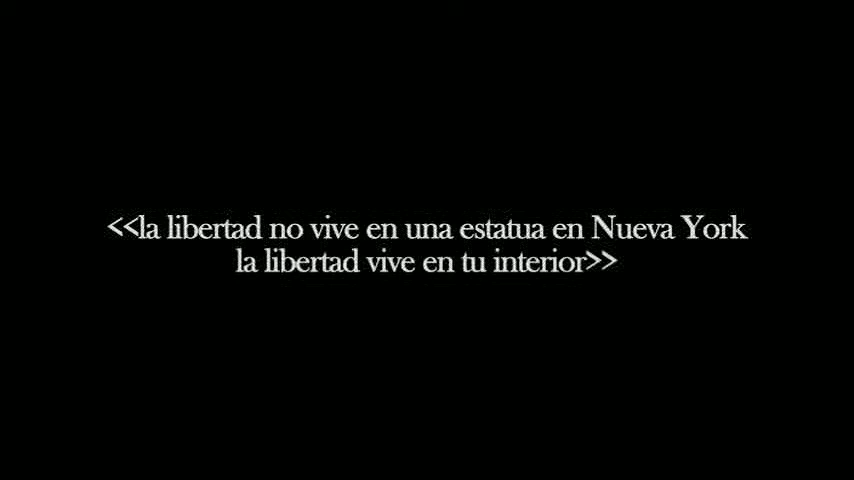 <<la libertad no vive en una estatua en Nueva York
la libertad vive en tu interior>>